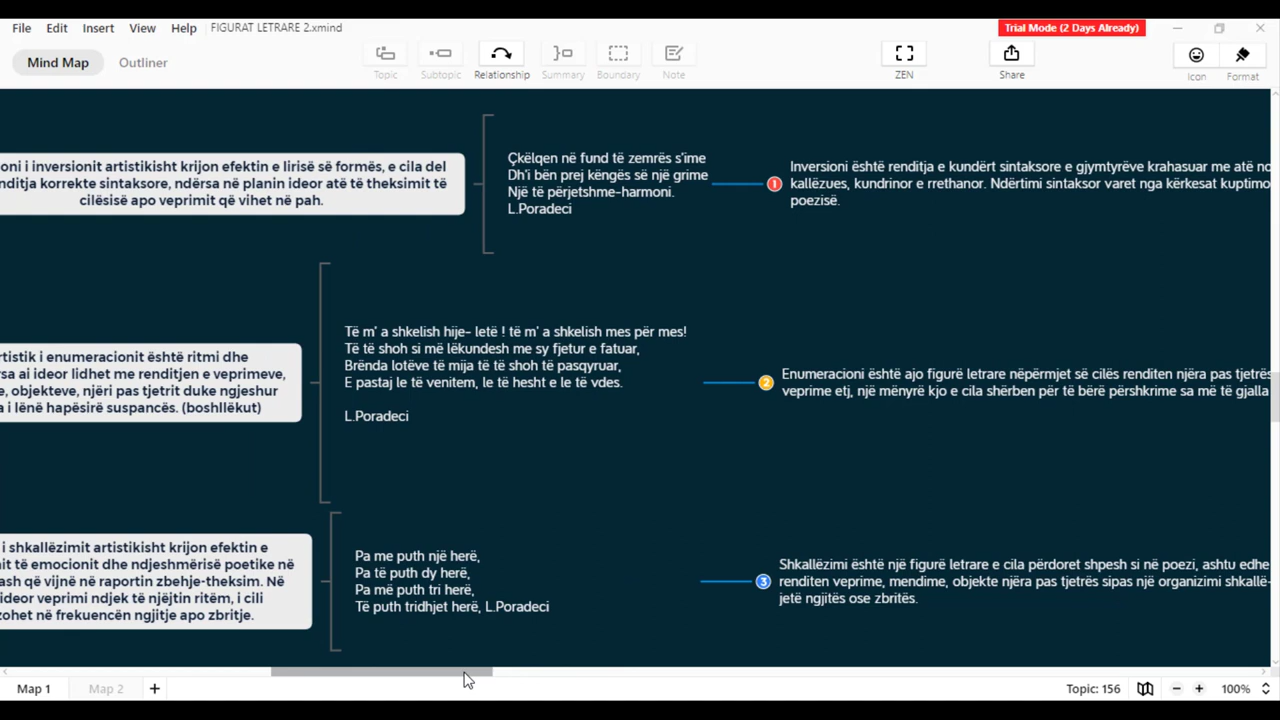 File Edit Insert View Help FIGURAT LETRARE 2.xmind
Trial Mode (2 Days Already)
Mind Map Outliner
Topic Subtopic Relationship Summary Boundary Note ZEN Share Icon Format
oni i inversionit artistikisht krijon efektin e lirisë së formës, e cila del
nditja korrekte sintaksore, ndërsa në planin ideor atë të theksimit të
cilësisë apo veprimit që vihet në pah.
Çkëlqen në fund të zemrës s'ime
Dh'i bën prej këngës së një grime
Një të përjetshme-harmoni.
L.Poradeci
1
Inversioni është renditja e kundërt sintaksore e gjymtyrëve krahasuar me atë no
kallëzues, kundrinor e rrethanor. Ndërtimi sintaksor varet nga kërkesat kuptimo
poezisë.
rtistik i enumeracionit është ritmi dhe
rsa ai ideor lidhet me renditjen e veprimeve,
e, objekteve, njëri pas tjetrit duke ngjeshur
a i lënë hapësirë suspancës. (boshllëkut)
Të m' a shkelish hije- letë ! të m' a shkelish mes për mes!
Të të shoh si më lëkundesh me sy fjetur e fatuar,
Brënda lotëve të mija të të shoh të pasqyruar,
E pastaj le të venitem, le të hesht e le të vdes.
L.Poradeci
2
Enumeracioni është ajo figurë letrare nëpërmjet së cilës renditen njëra pas tjetrës
veprime etj, një mënyrë kjo e cila shërben për të bërë përshkrime sa më të gjalla
i shkallëzimit artistikisht krijon efektin e
it të emocionit dhe ndjeshmërisë poetike në
ash që vijnë në raportin zbehje-theksim. Në
ideor veprimi ndjek të njëjtin ritëm, i cili
zohet në frekuencën ngjitje apo zbritje.
Pa me puth një herë,
Pa të puth dy herë,
Pa më puth tri herë,
Të puth tridhjet herë, L.Poradeci
3
Shkallëzimi është një figurë letrare e cila përdoret shpesh si në poezi, ashtu edhe
renditen veprime, mendime, objekte njëra pas tjetrës sipas një organizimi shkallë-
jetë ngjitës ose zbritës.
Map 1 Map 2 Topic: 156 100%